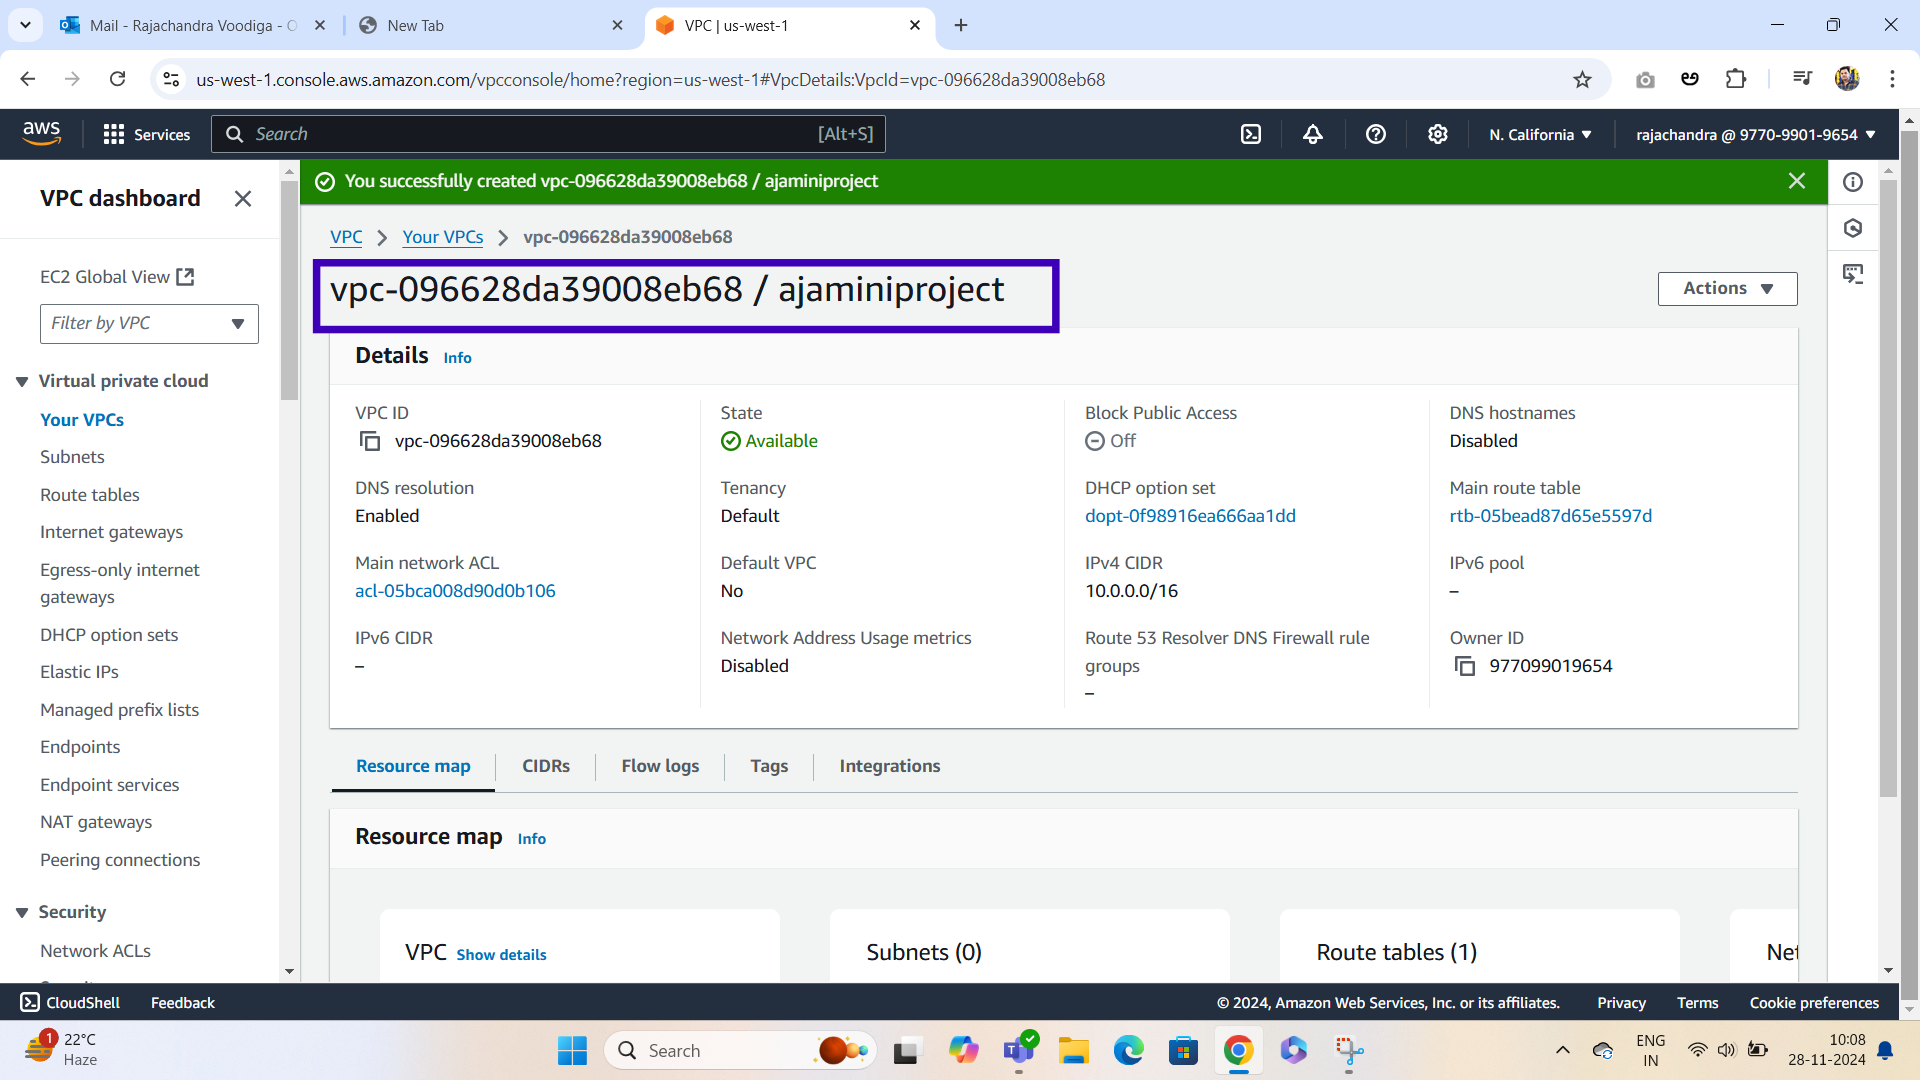 Mail - Rajachandra Voodiga - O
New Tab
VPC | us-west-1
us-west-1.console.aws.amazon.com/vpcconsole/home?region=us-west-1#VpcDetails:VpcId=vpc-096628da39008eb68
aws
Services
Search
[Alt+S]
N. California
rajachandra @ 9770-9901-9654
VPC dashboard
EC2 Global View
Filter by VPC
Virtual private cloud
Your VPCs
Subnets
Route tables
Internet gateways
Egress-only internet
gateways
DHCP option sets
Elastic IPs
Managed prefix lists
Endpoints
Endpoint services
NAT gateways
Peering connections
Security
Network ACLs
You successfully created vpc-096628da39008eb68 / ajaminiproject
VPC
Your VPCs
vpc-096628da39008eb68
vpc-096628da39008eb68 / ajaminiproject
Actions
Details Info
VPC ID
vpc-096628da39008eb68
State
Available
Block Public Access
Off
DNS hostnames
Disabled
DNS resolution
Enabled
Tenancy
Default
DHCP option set
dopt-0f98916ea666aa1dd
Main route table
rtb-05bead87d65e5597d
Main network ACL
acl-05bca008d90d0b106
Default VPC
No
IPv4 CIDR
10.0.0.0/16
IPv6 pool
–
IPv6 CIDR
–
Network Address Usage metrics
Disabled
Route 53 Resolver DNS Firewall rule
groups
–
Owner ID
977099019654
Resource map
CIDRs
Flow logs
Tags
Integrations
Resource map Info
VPC Show details
Subnets (0)
Route tables (1)
Net
CloudShell
Feedback
© 2024, Amazon Web Services, Inc. or its affiliates.
Privacy
Terms
Cookie preferences
1
22°C
Haze
Search
ENG
IN
10:08
28-11-2024